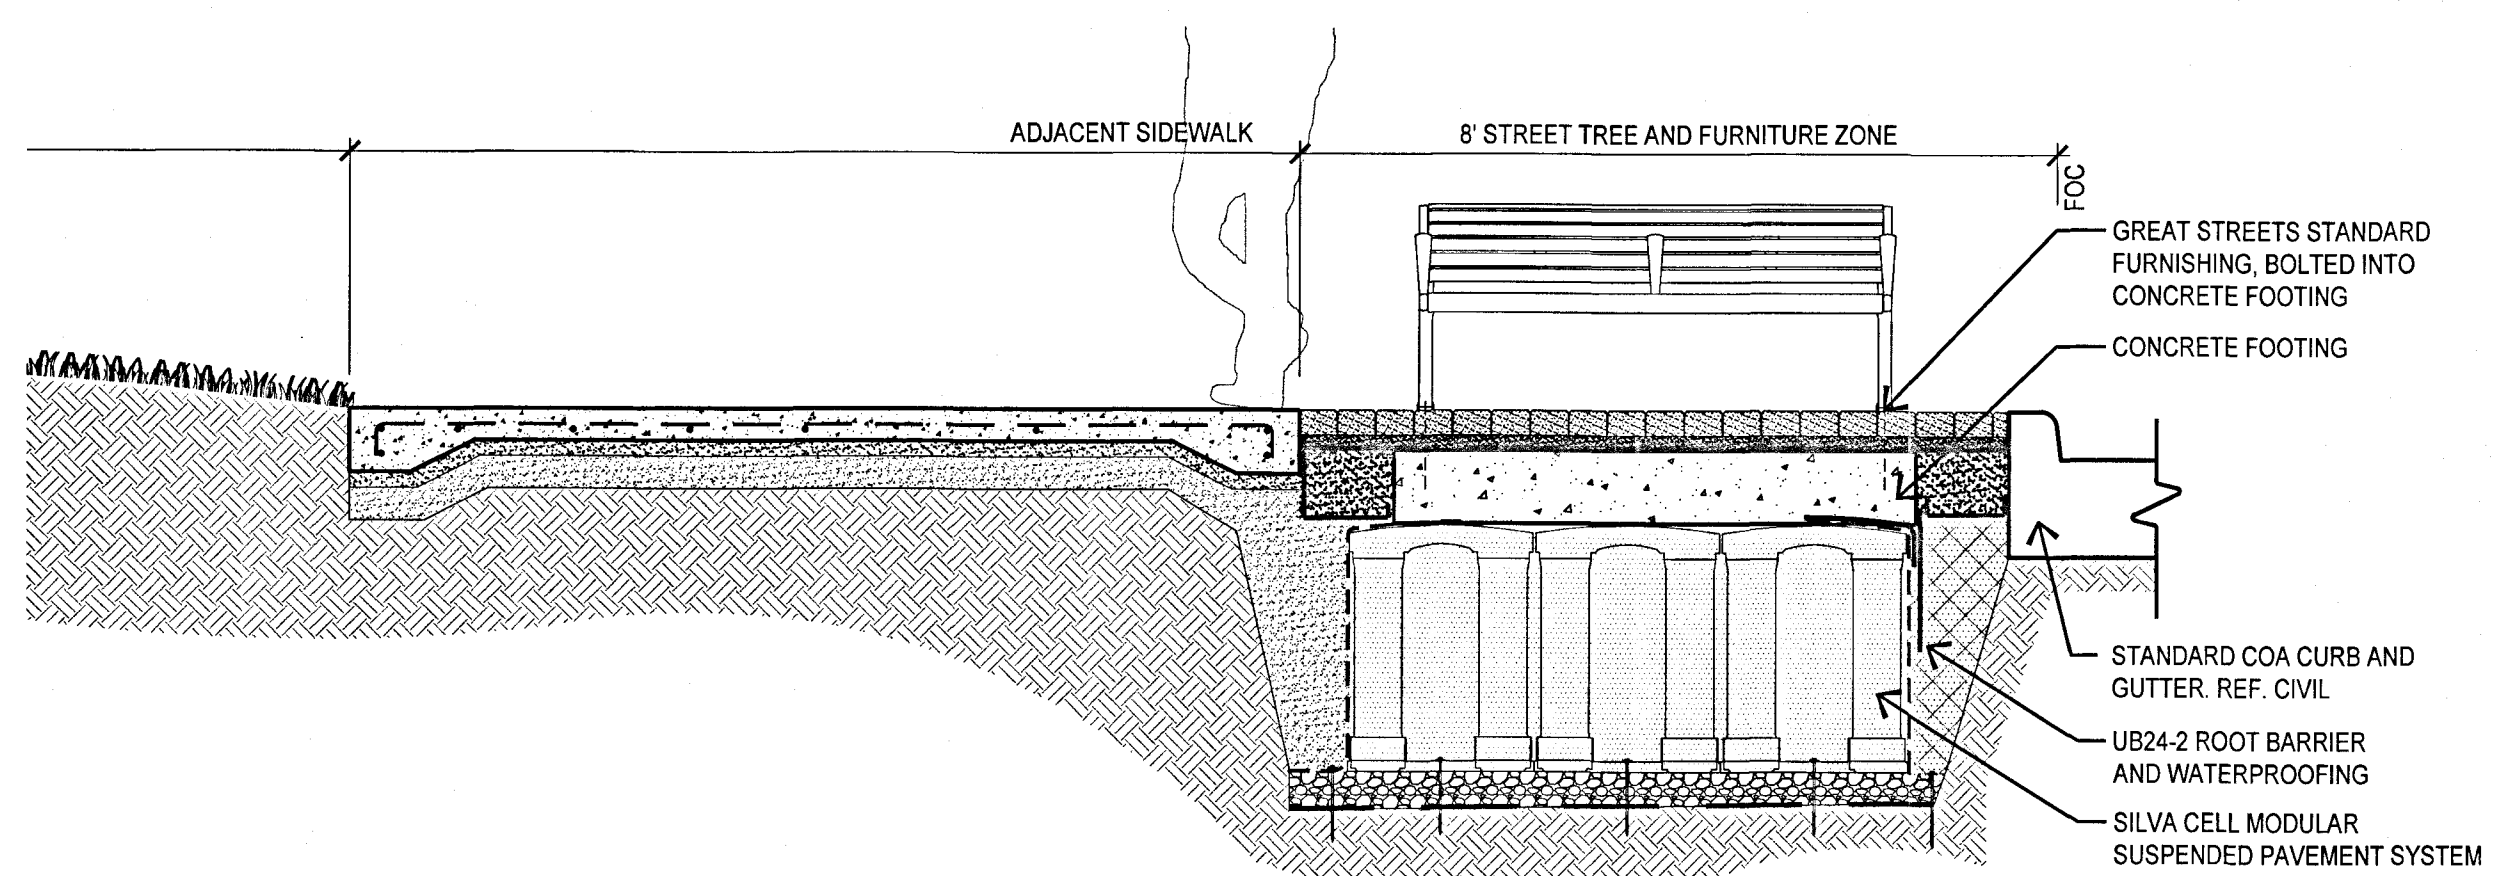 ADJACENT SIDEWALK
8' STREET TREE AND FURNITURE ZONE
FOC
GREAT STREETS STANDARD
FURNISHING, BOLTED INTO
CONCRETE FOOTING
CONCRETE FOOTING
STANDARD COA CURB AND
GUTTER. REF. CIVIL
UB24-2 ROOT BARRIER
AND WATERPROOFING
SILVA CELL MODULAR
SUSPENDED PAVEMENT SYSTEM